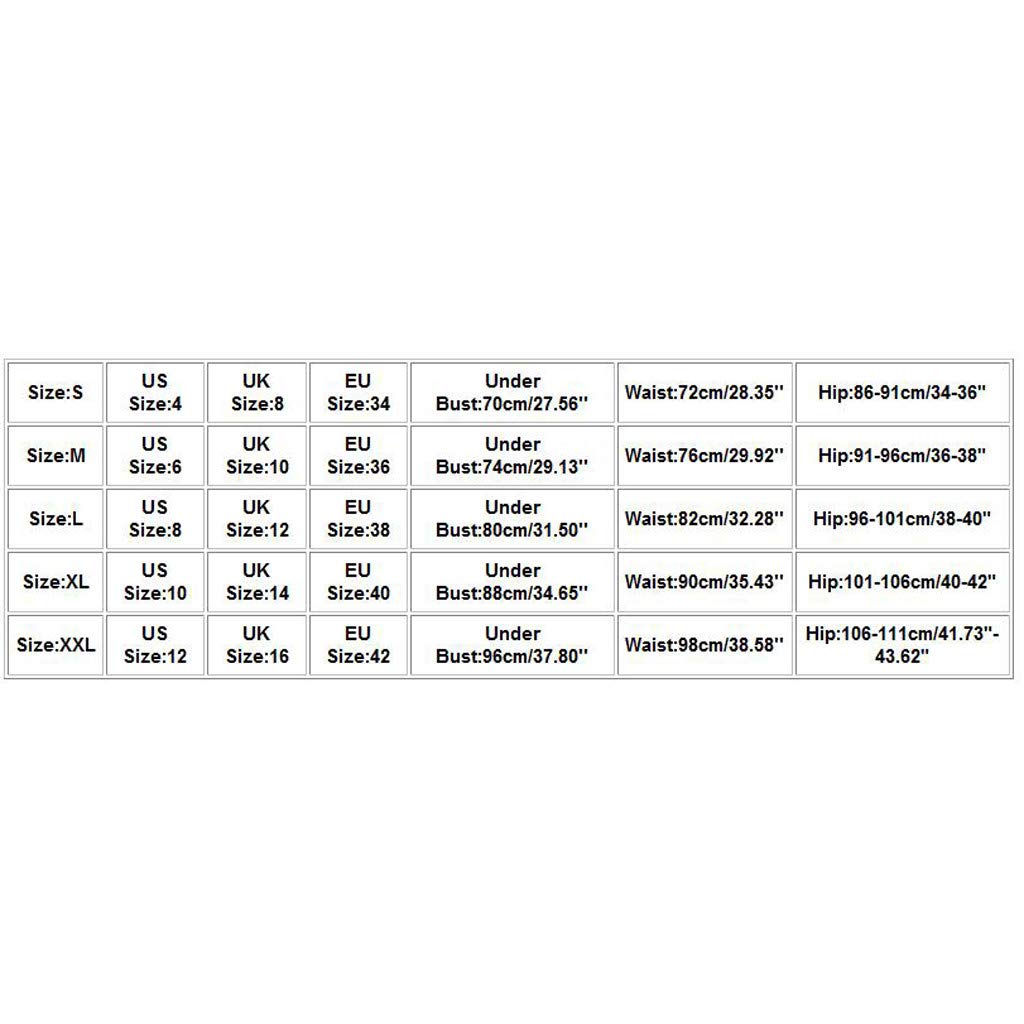 Size:S US Size:4 UK Size:8 EU Size:34 Under Bust:70cm/27.56'' Waist:72cm/28.35'' Hip:86-91cm/34-36"
Size:M US Size:6 UK Size:10 EU Size:36 Under Bust:74cm/29.13'' Waist:76cm/29.92'' Hip:91-96cm/36-38"
Size:L US Size:8 UK Size:12 EU Size:38 Under Bust:80cm/31.50'' Waist:82cm/32.28'' Hip:96-101cm/38-40"
Size:XL US Size:10 UK Size:14 EU Size:40 Under Bust:88cm/34.65'' Waist:90cm/35.43'' Hip:101-106cm/40-42"
Size:XXL US Size:12 UK Size:16 EU Size:42 Under Bust:96cm/37.80'' Waist:98cm/38.58'' Hip:106-111cm/41.73"-43.62"